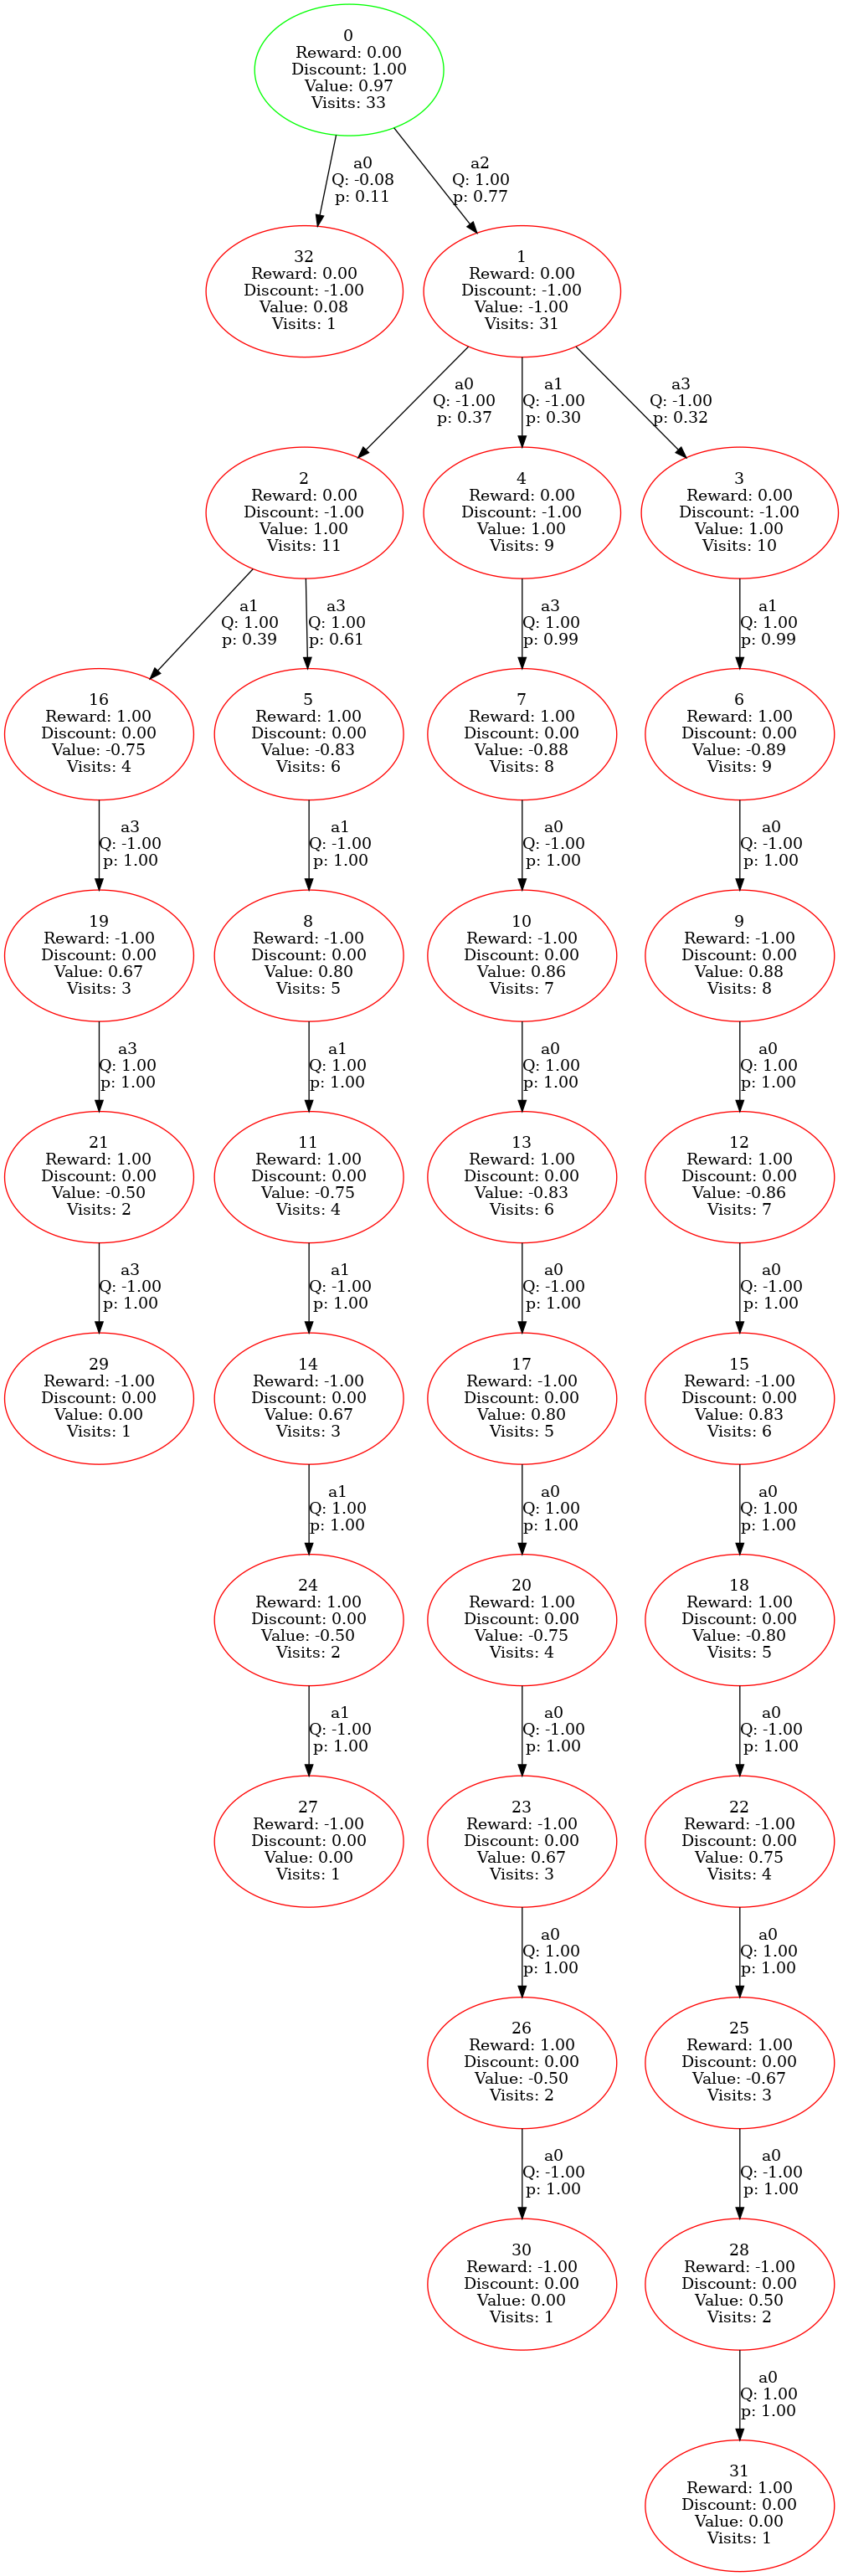 0
Reward: 0.00
Discount: 1.00
Value: 0.97
Visits: 33
a0
Q: -0.08
p: 0.11
a2
Q: 1.00
p: 0.77
32
Reward: 0.00
Discount: -1.00
Value: 0.08
Visits: 1
1
Reward: 0.00
Discount: -1.00
Value: -1.00
Visits: 31
a0
Q: -1.00
p: 0.37
a1
Q: -1.00
p: 0.30
a3
Q: -1.00
p: 0.32
2
Reward: 0.00
Discount: -1.00
Value: 1.00
Visits: 11
4
Reward: 0.00
Discount: -1.00
Value: 1.00
Visits: 9
3
Reward: 0.00
Discount: -1.00
Value: 1.00
Visits: 10
a1
Q: 1.00
p: 0.39
a3
Q: 1.00
p: 0.61
a3
Q: 1.00
p: 0.99
a1
Q: 1.00
p: 0.99
16
Reward: 1.00
Discount: 0.00
Value: -0.75
Visits: 4
5
Reward: 1.00
Discount: 0.00
Value: -0.83
Visits: 6
7
Reward: 1.00
Discount: 0.00
Value: -0.88
Visits: 8
6
Reward: 1.00
Discount: 0.00
Value: -0.89
Visits: 9
a3
Q: -1.00
p: 1.00
a1
Q: -1.00
p: 1.00
a0
Q: -1.00
p: 1.00
a0
Q: -1.00
p: 1.00
19
Reward: -1.00
Discount: 0.00
Value: 0.67
Visits: 3
8
Reward: -1.00
Discount: 0.00
Value: 0.80
Visits: 5
10
Reward: -1.00
Discount: 0.00
Value: 0.86
Visits: 7
9
Reward: -1.00
Discount: 0.00
Value: 0.88
Visits: 8
a3
Q: 1.00
p: 1.00
a1
Q: 1.00
p: 1.00
a0
Q: 1.00
p: 1.00
a0
Q: 1.00
p: 1.00
21
Reward: 1.00
Discount: 0.00
Value: -0.50
Visits: 2
11
Reward: 1.00
Discount: 0.00
Value: -0.75
Visits: 4
13
Reward: 1.00
Discount: 0.00
Value: -0.83
Visits: 6
12
Reward: 1.00
Discount: 0.00
Value: -0.86
Visits: 7
a3
Q: -1.00
p: 1.00
a1
Q: -1.00
p: 1.00
a0
Q: -1.00
p: 1.00
a0
Q: -1.00
p: 1.00
29
Reward: -1.00
Discount: 0.00
Value: 0.00
Visits: 1
14
Reward: -1.00
Discount: 0.00
Value: 0.67
Visits: 3
17
Reward: -1.00
Discount: 0.00
Value: 0.80
Visits: 5
15
Reward: -1.00
Discount: 0.00
Value: 0.83
Visits: 6
a1
Q: 1.00
p: 1.00
a0
Q: 1.00
p: 1.00
a0
Q: 1.00
p: 1.00
24
Reward: 1.00
Discount: 0.00
Value: -0.50
Visits: 2
20
Reward: 1.00
Discount: 0.00
Value: -0.75
Visits: 4
18
Reward: 1.00
Discount: 0.00
Value: -0.80
Visits: 5
a1
Q: -1.00
p: 1.00
a0
Q: -1.00
p: 1.00
a0
Q: -1.00
p: 1.00
27
Reward: -1.00
Discount: 0.00
Value: 0.00
Visits: 1
23
Reward: -1.00
Discount: 0.00
Value: 0.67
Visits: 3
22
Reward: -1.00
Discount: 0.00
Value: 0.75
Visits: 4
a0
Q: 1.00
p: 1.00
a0
Q: 1.00
p: 1.00
26
Reward: 1.00
Discount: 0.00
Value: -0.50
Visits: 2
25
Reward: 1.00
Discount: 0.00
Value: -0.67
Visits: 3
a0
Q: -1.00
p: 1.00
a0
Q: -1.00
p: 1.00
30
Reward: -1.00
Discount: 0.00
Value: 0.00
Visits: 1
28
Reward: -1.00
Discount: 0.00
Value: 0.50
Visits: 2
a0
Q: 1.00
p: 1.00
31
Reward: 1.00
Discount: 0.00
Value: 0.00
Visits: 1